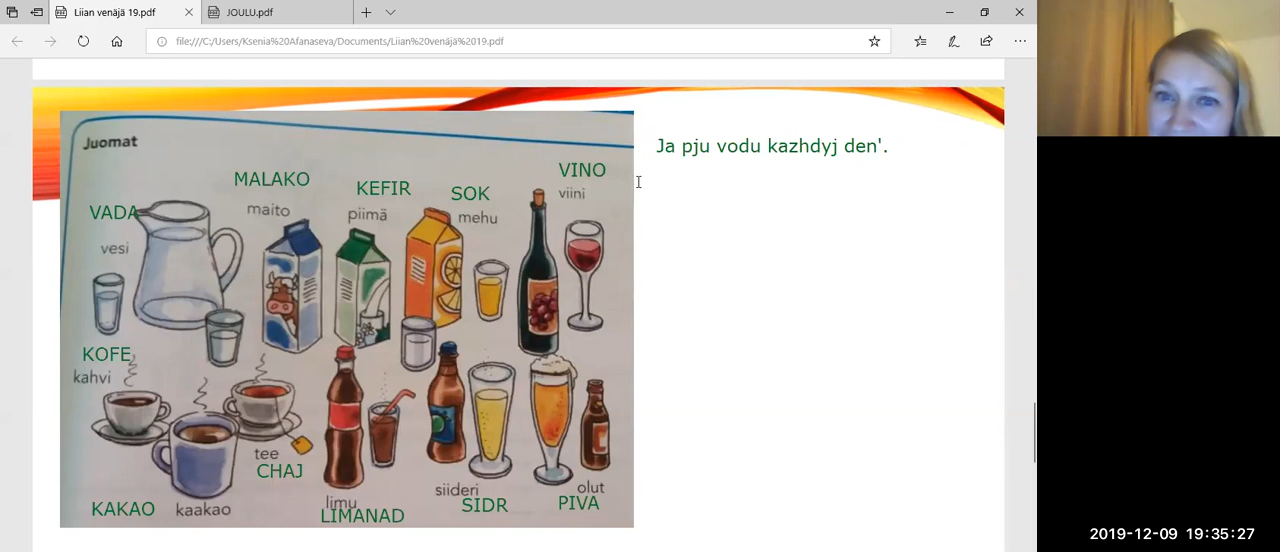 Liian venäjä 19.pdf
JOULU.pdf
file:///C:/Users/Ksenia%20Afanaseva/Documents/Liian%20venäjä%2019.pdf
Juomat
Ja pju vodu kazhdyj den'.
VINO
viini
MALAKO
maito
KEFIR
piimä
SOK
mehu
VADA
vesi
KOFE
kahvi
tee
CHAJ
KAKAO
kaakao
limu
LIMANAD
siideri
SIDR
olut
PIVA
2019-12-09 19:35:27